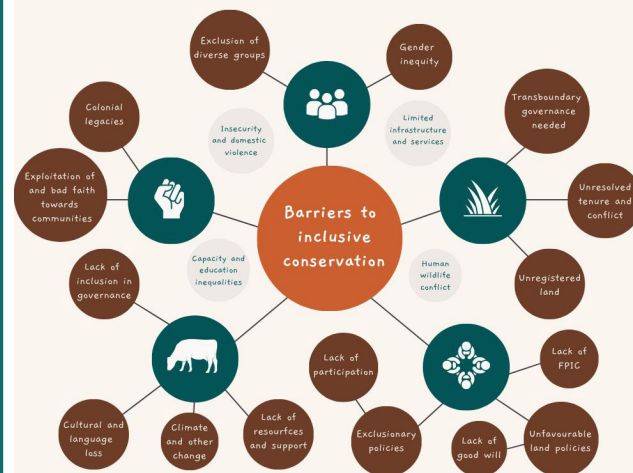 Exclusion of
diverse groups
Gender
inequity
Colonial
legacies
Insecurity
and domestic
violence
Limited
infrastructure
and services
Transboundary
governance
needed
Exploitation of
and bad faith
towards
communities
Barriers to
inclusive
conservation
Unresolved
tenure and
conflict
Lack of
inclusion in
governance
Capacity and
education
inequalities
Human
wildlife
conflict
Unregistered
land
Lack of
participation
Lack of
FPIC
Cultural and
language
loss
Climate
and other
change
Lack of
resourfces
and support
Exclusionary
policies
Lack of
good will
Unfavourable
land policies